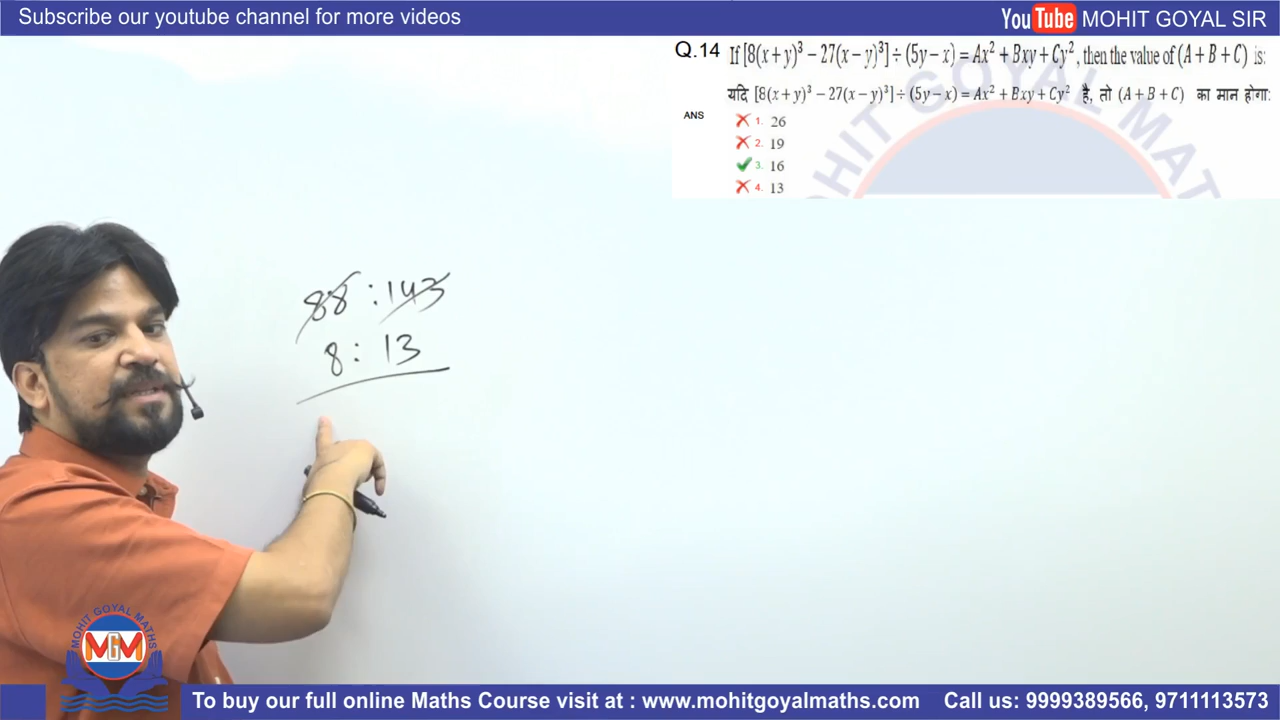 Subscribe our youtube channel for more videos
YouTube MOHIT GOYAL SIR
Q.14 If [8(x+y)³ − 27(x−y)³] ÷ (5y−x) = Ax² + Bxy + Cy², then the value of (A+B+C) is:
यदि [8(x+y)³ − 27(x−y)³] ÷ (5y−x) = Ax² + Bxy + Cy² है, तो (A+B+C) का मान होगा:
ANS
1. 26
2. 19
3. 16
4. 13
88 : 143
8 : 13
MOHIT GOYAL MATHS
MGM
To buy our full online Maths Course visit at : www.mohitgoyalmaths.com Call us: 9999389566, 9711113573